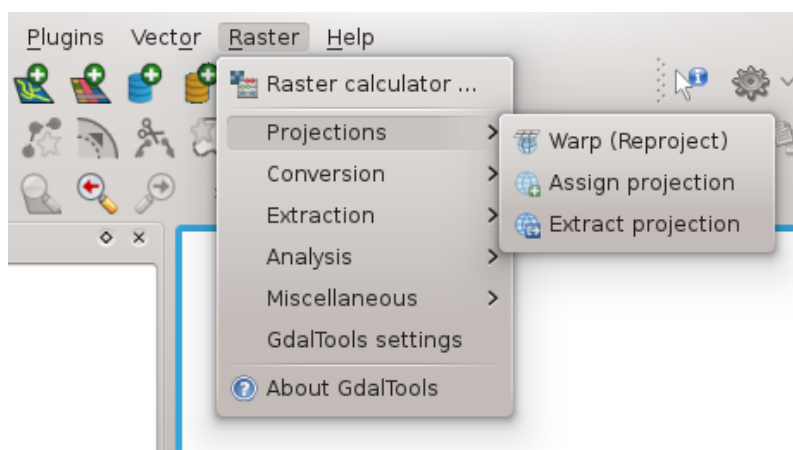 Plugins Vector Raster Help
Raster calculator ...
Projections
Warp (Reproject)
Assign projection
Extract projection
Conversion
Extraction
Analysis
Miscellaneous
GdalTools settings
About GdalTools